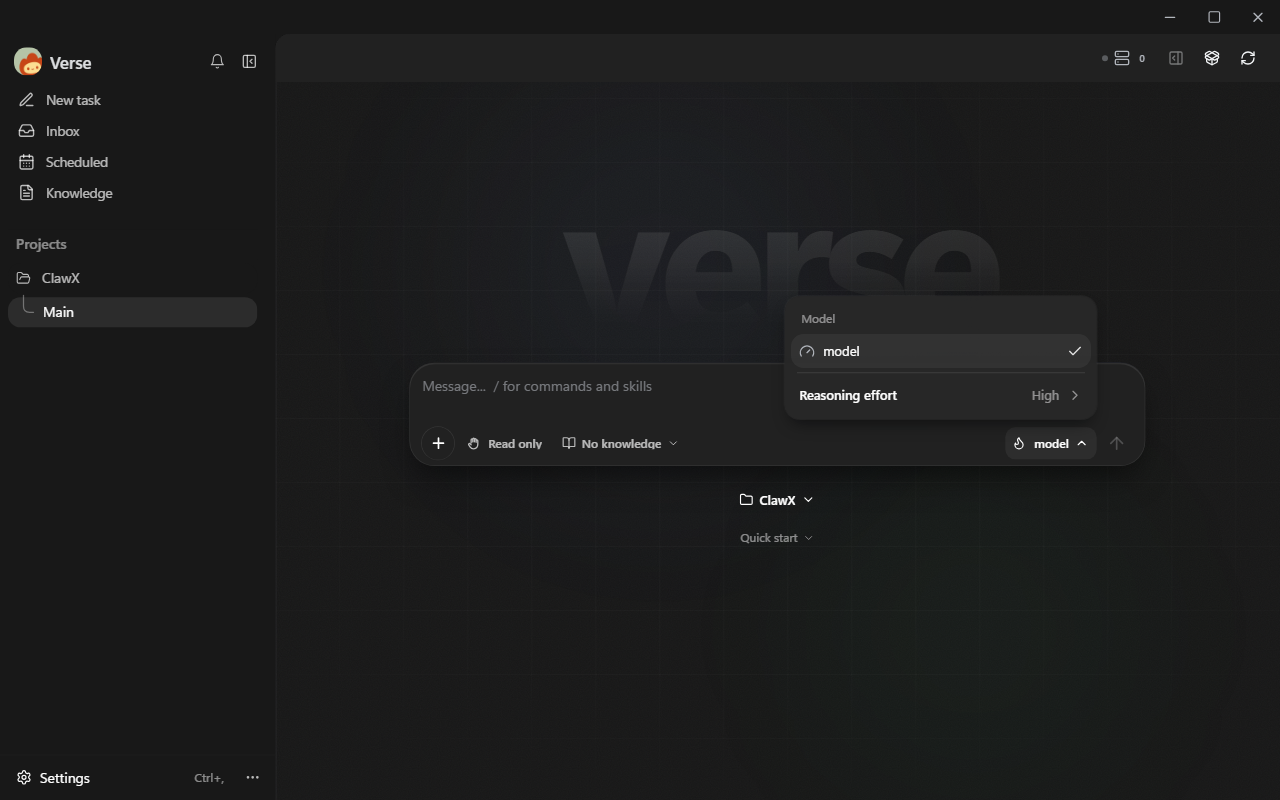 Verse
New task
Inbox
Scheduled
Knowledge
Projects
ClawX
Main
Settings
Ctrl+,
0
verse
Model
model
Reasoning effort
High
Message... / for commands and skills
Read only
No knowledge
model
ClawX
Quick start